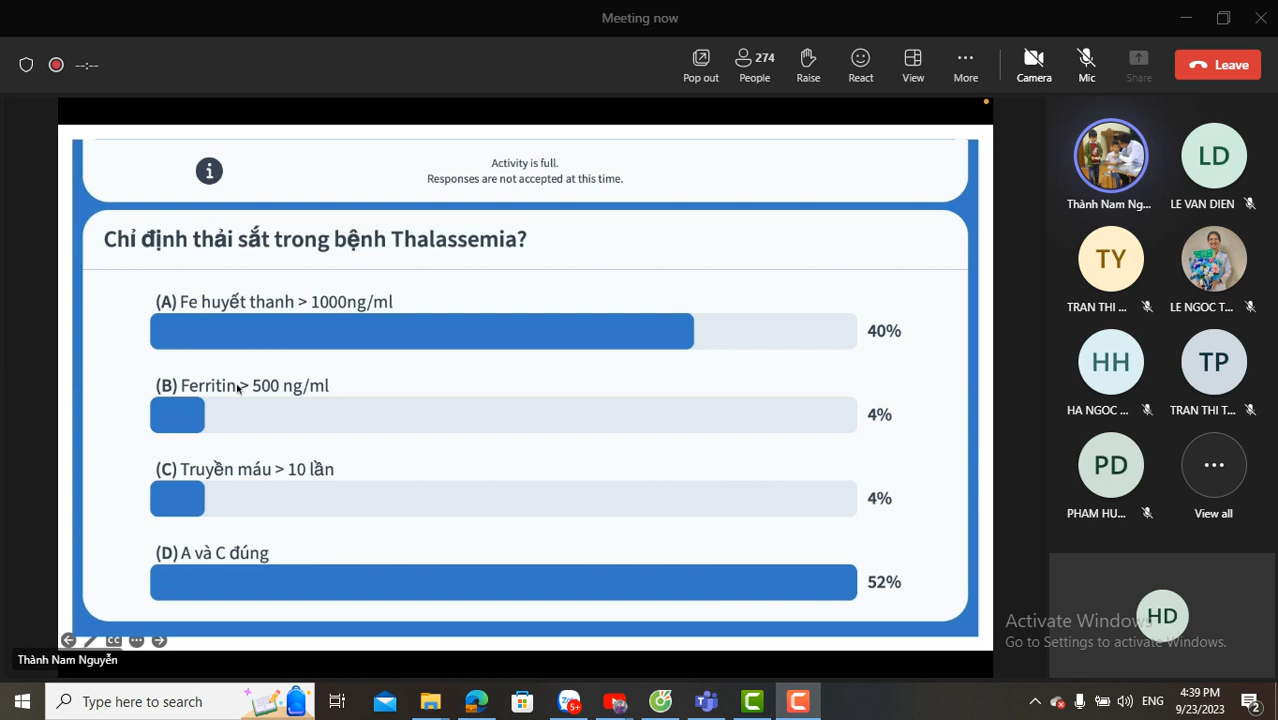 Meeting now
--:--
Pop out
274
People
Raise
React
View
More
Camera
Mic
Share
Leave
Activity is full.
Responses are not accepted at this time.
Chỉ định thải sắt trong bệnh Thalassemia?
(A) Fe huyết thanh > 1000ng/ml
40%
(B) Ferritin > 500 ng/ml
4%
(C) Truyền máu > 10 lần
4%
(D) A và C đúng
52%
CC
Thành Nam Nguyễn
Thành Nam Ng...
LD
LE VAN DIEN
TY
TRAN THI ...
LE NGOC T...
HH
HA NGOC ...
TP
TRAN THI T...
PD
PHAM HU...
View all
HD
Activate Windows
Go to Settings to activate Windows.
Type here to search
5+
ENG
4:39 PM
9/23/2023
2